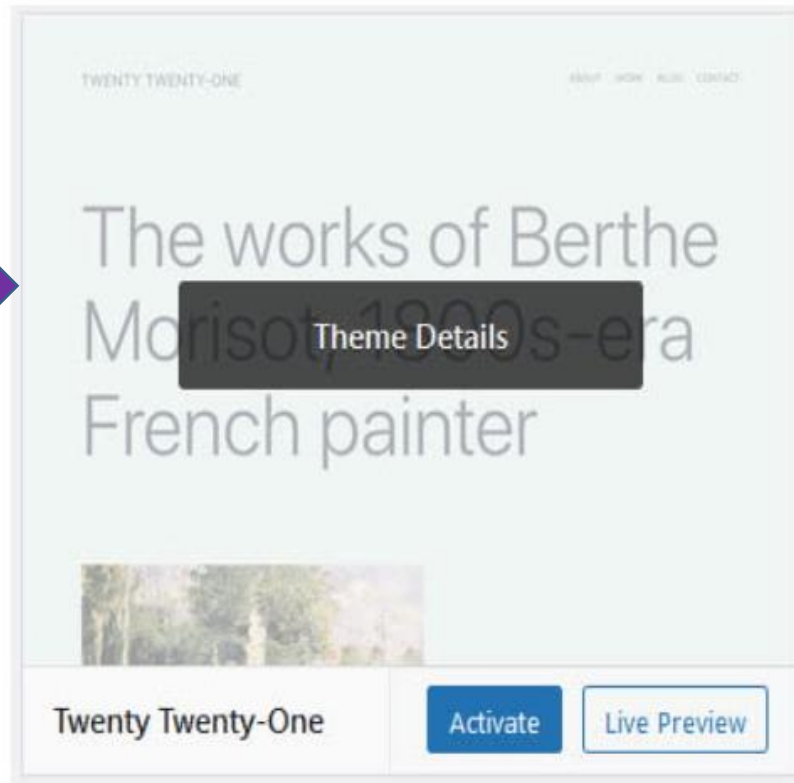 TWENTY TWENTY-ONE
ABOUT WORK BLOG CONTACT
The works of Berthe
Morisot, 1800s-era
Theme Details
French painter
Twenty Twenty-One
Activate
Live Preview